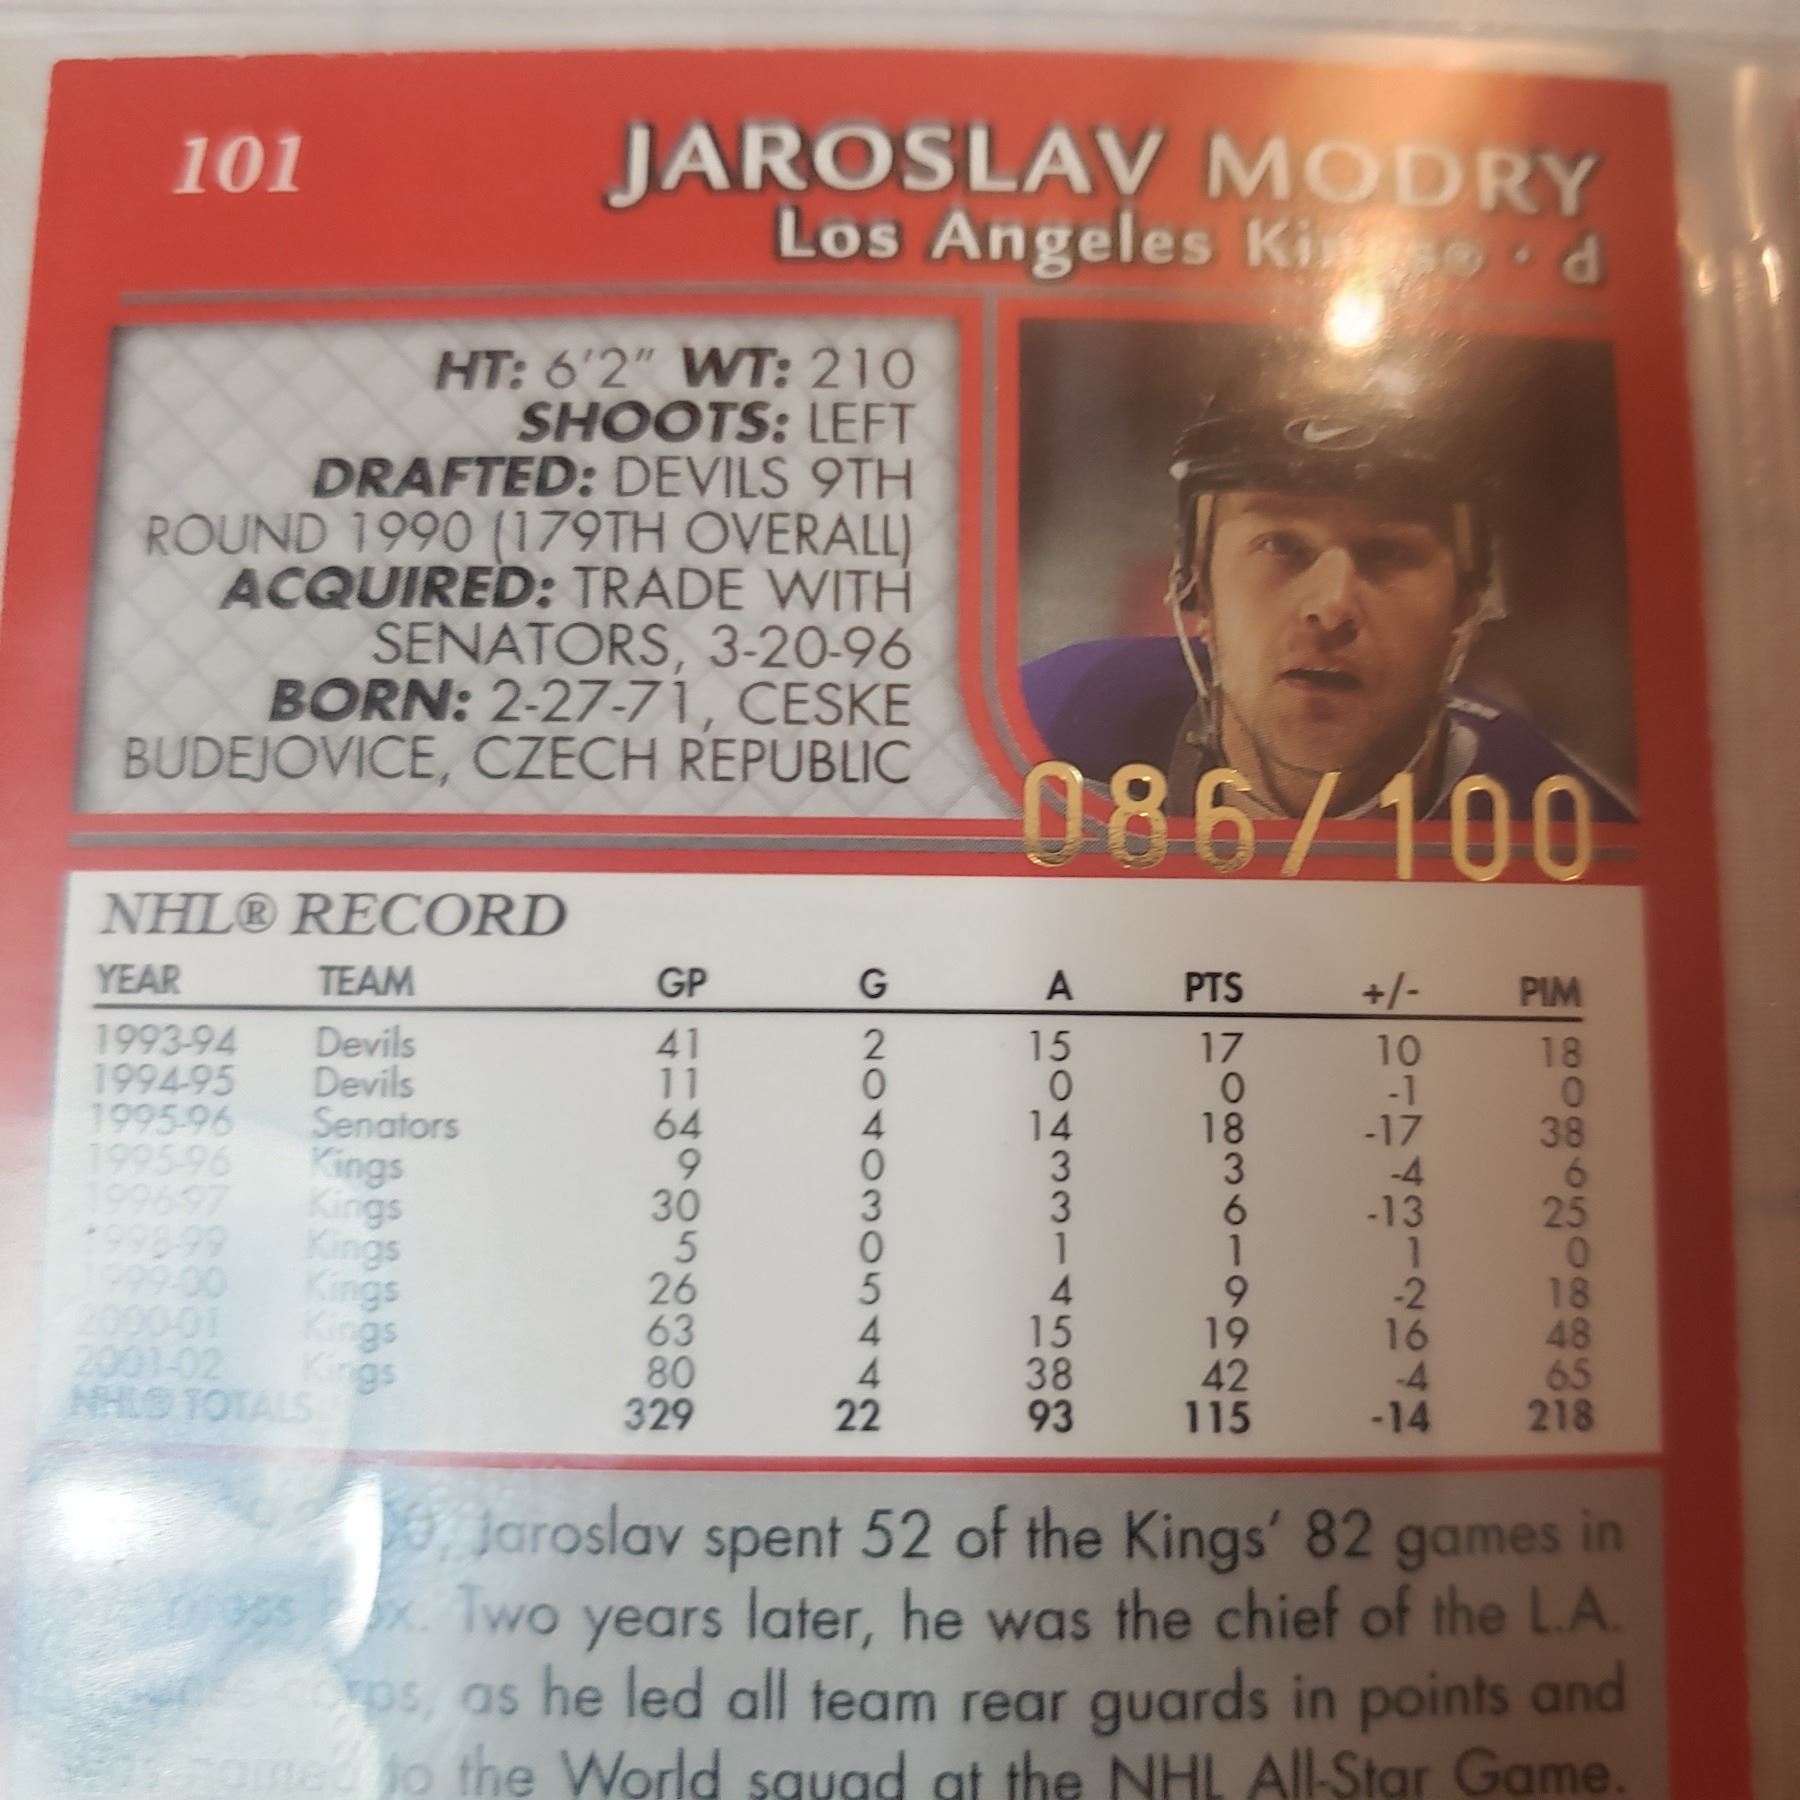 101
JAROSLAV MODRY
Los Angeles Kings® · d
HT: 6'2" WT: 210
SHOOTS: LEFT
DRAFTED: DEVILS 9TH
ROUND 1990 (179TH OVERALL)
ACQUIRED: TRADE WITH
SENATORS, 3-20-96
BORN: 2-27-71, CESKE
BUDEJOVICE, CZECH REPUBLIC
086/100
NHL® RECORD
YEAR TEAM GP G A PTS +/- PIM
1993-94 Devils 41 2 15 17 10 18
1994-95 Devils 11 0 0 0 -1 0
1995-96 Senators 64 4 14 18 -17 38
1995-96 Kings 9 0 3 3 -4 6
1996-97 Kings 30 3 3 6 -13 25
1998-99 Kings 5 0 1 1 1 0
1999-00 Kings 26 5 4 9 -2 18
2000-01 Kings 63 4 15 19 16 48
2001-02 Kings 80 4 38 42 -4 65
NHL® TOTALS 329 22 93 115 -14 218
Jaroslav spent 52 of the Kings' 82 games in
box. Two years later, he was the chief of the L.A.
corps, as he led all team rear guards in points and
was named to the World squad at the NHL All-Star Game.